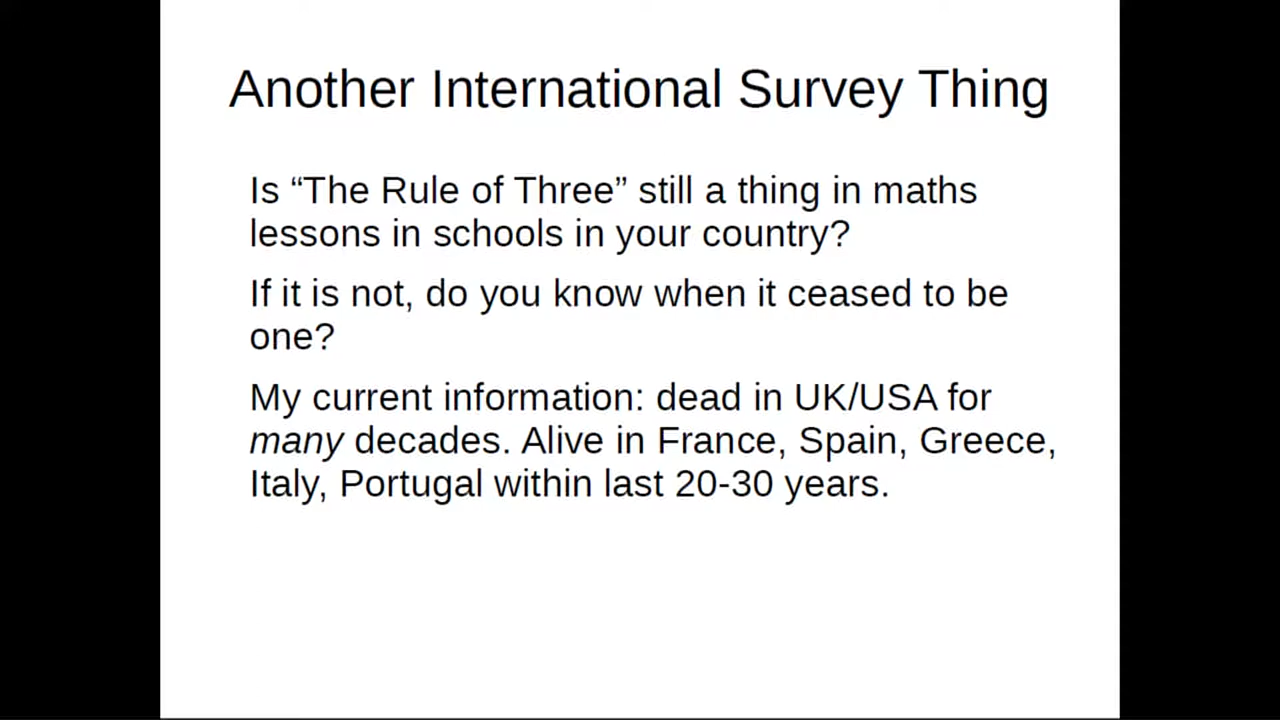 Another International Survey Thing
Is “The Rule of Three” still a thing in maths
lessons in schools in your country?
If it is not, do you know when it ceased to be
one?
My current information: dead in UK/USA for
many decades. Alive in France, Spain, Greece,
Italy, Portugal within last 20-30 years.